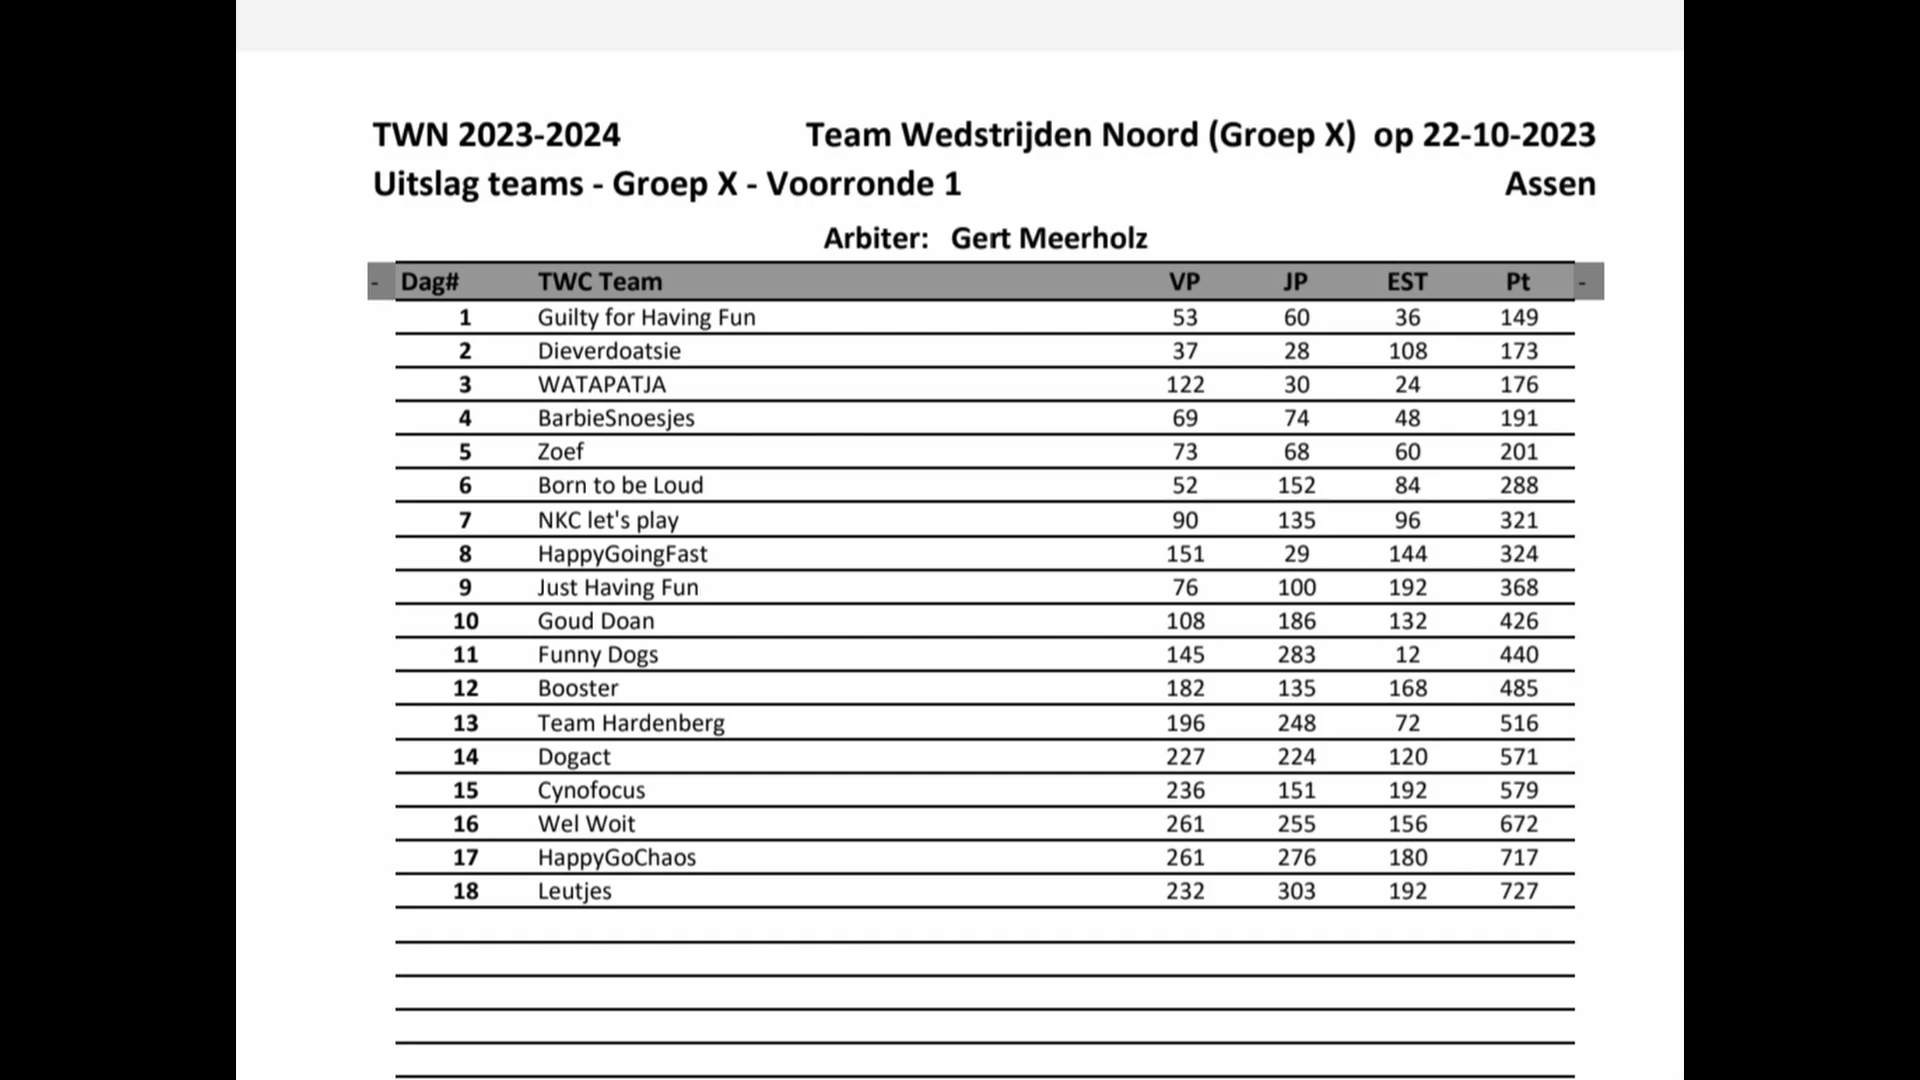 TWN 2023-2024 Team Wedstrijden Noord (Groep X) op 22-10-2023
Uitslag teams - Groep X - Voorronde 1 Assen
Arbiter: Gert Meerholz
- Dag# TWC Team VP JP EST Pt -
1 Guilty for Having Fun 53 60 36 149
2 Dieverdoatsie 37 28 108 173
3 WATAPATJA 122 30 24 176
4 BarbieSnoesjes 69 74 48 191
5 Zoef 73 68 60 201
6 Born to be Loud 52 152 84 288
7 NKC let's play 90 135 96 321
8 HappyGoingFast 151 29 144 324
9 Just Having Fun 76 100 192 368
10 Goud Doan 108 186 132 426
11 Funny Dogs 145 283 12 440
12 Booster 182 135 168 485
13 Team Hardenberg 196 248 72 516
14 Dogact 227 224 120 571
15 Cynofocus 236 151 192 579
16 Wel Woit 261 255 156 672
17 HappyGoChaos 261 276 180 717
18 Leutjes 232 303 192 727